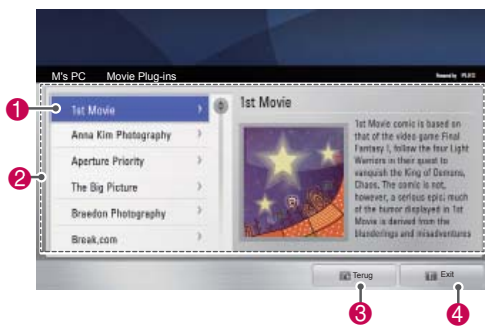 M's PC Movie Plug-ins
Powered by PLEX
1
1st Movie
Anna Kim Photography
Aperture Priority
2
The Big Picture
Braedon Photography
Break.com
1st Movie
1st Movie comic is based on
that of the video game Final
Fantasy I, follow the four Light
Warriors in their quest to
vanquish the King of Demons,
Chaos. The comic is not,
however, a serious epic; much
of the humor displayed in 1st
Movie is derived from the
blunderings and misadventures
Terug
Exit
3
4